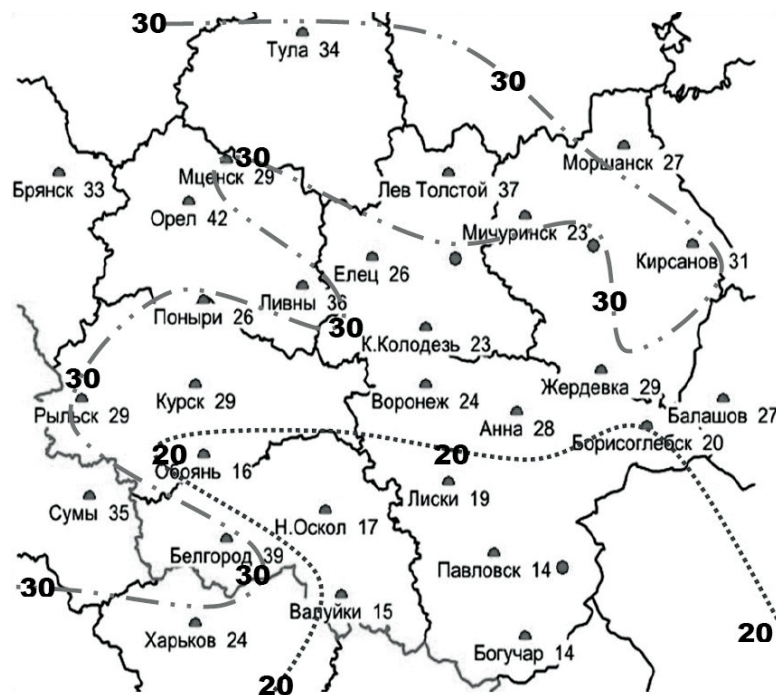 30
Тула 34
30
30
Моршанск 27
Мценск 29
Брянск 33
Лев Толстой 37
Орел 42
Мичуринск 23
Елец 26
Кирсанов 31
Ливны 36
30
Поныри 26
30
К.Колодезь 23
30
Жердевка 29
Рыльск 29
Курск 29
Воронеж 24
Балашов 27
Анна 28
Борисоглебск 20
20
20
Обоянь 16
Лиски 19
Сумы 35
Н.Оскол 17
Белгород 39
Павловск 14
30
30
Валуйки 15
Харьков 24
20
Богучар 14
20